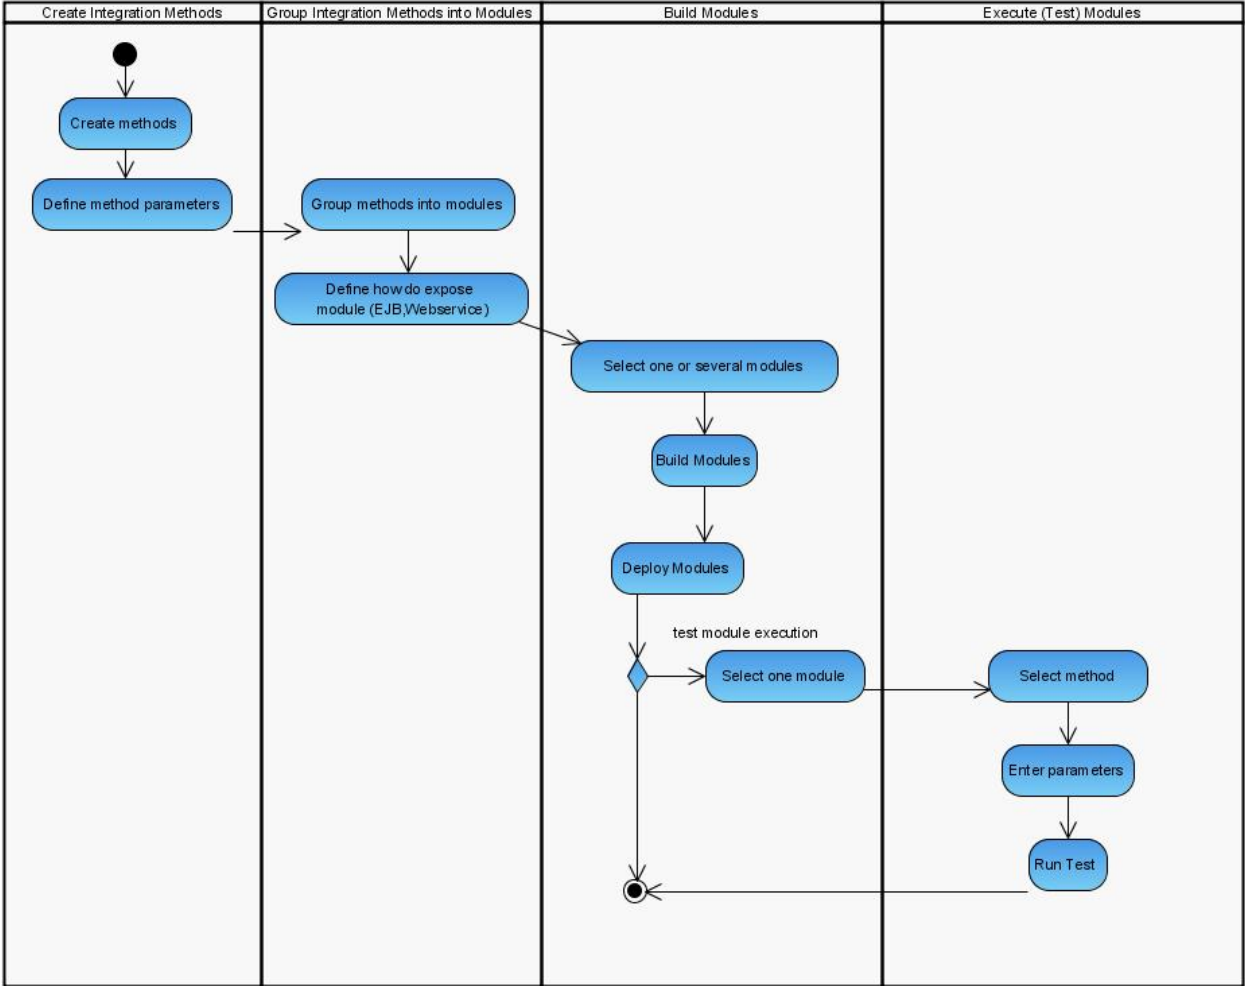 Create Integration Methods
Group Integration Methods into Modules
Build Modules
Execute (Test) Modules
Create methods
Define method parameters
Group methods into modules
Define how do expose
module (EJB,Webservice)
Select one or several modules
Build Modules
Deploy Modules
test module execution
Select one module
Select method
Enter parameters
Run Test